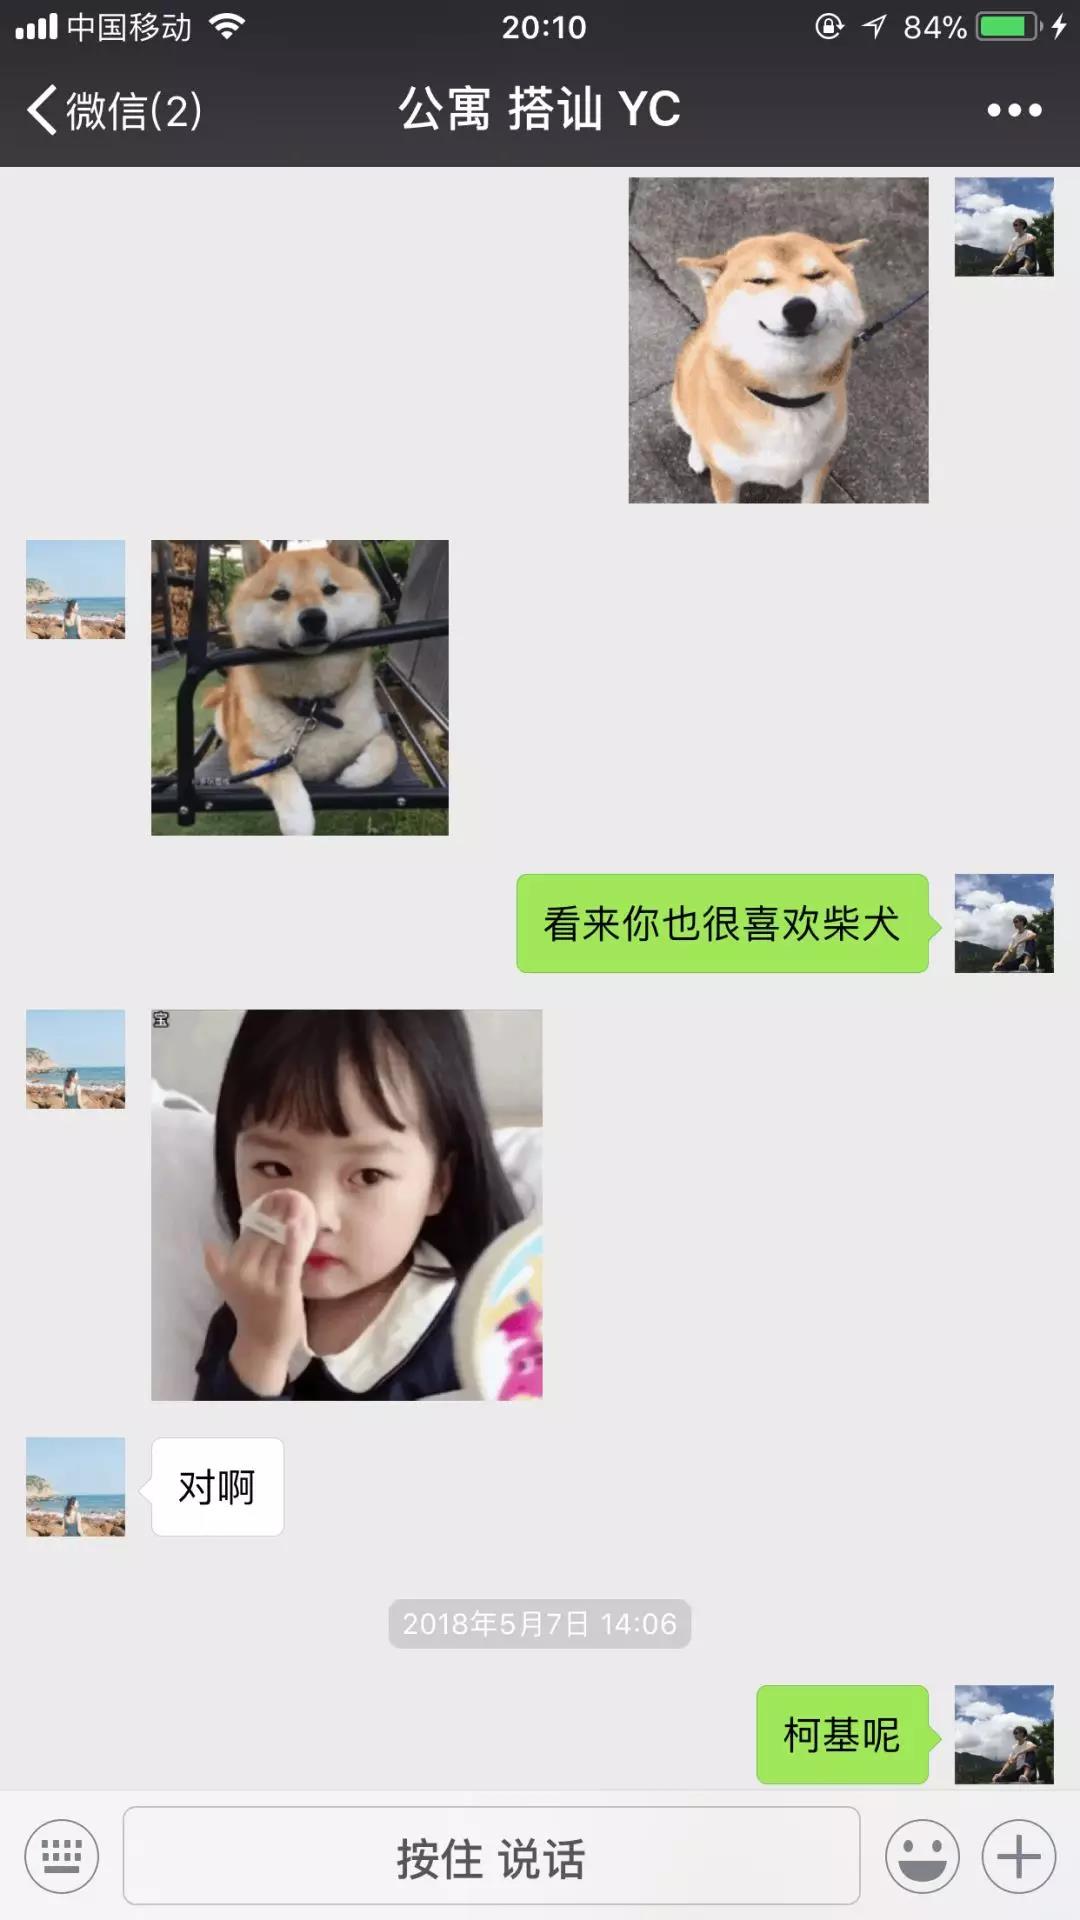 中国移动 20:10 84%
微信(2) 公寓 搭讪 YC
看来你也很喜欢柴犬
宝
对啊
2018年5月7日 14:06
柯基呢
按住 说话